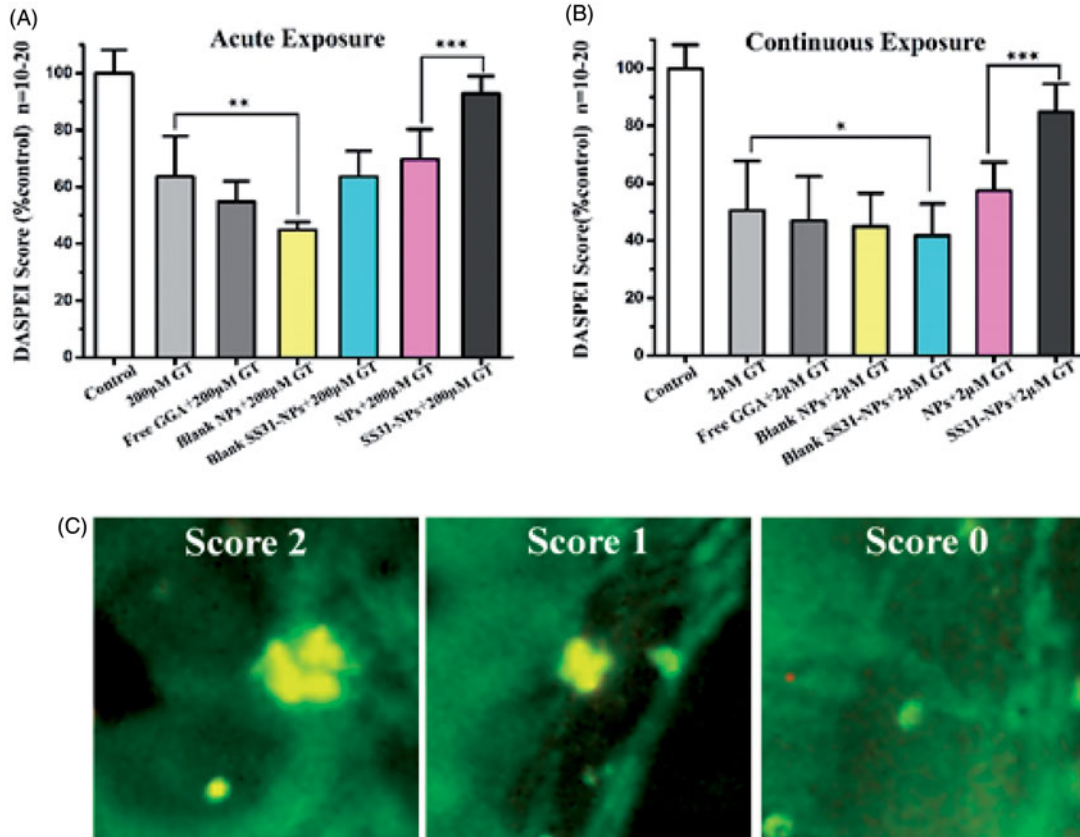 (A)
Acute Exposure
DASPEI Score (%control) n=10-20
100
80
60
40
20
0
**
***
Control
200µM GT
Free GGA+200µM GT
Blank NPs+200µM GT
Blank SS31-NPs+200µM GT
NPs+200µM GT
SS31-NPs+200µM GT
(B)
Continuous Exposure
DASPEI Score(%control) n=10-20
100
80
60
40
20
0
*
***
Control
2µM GT
Free GGA+2µM GT
Blank NPs+2µM GT
Blank SS31-NPs+2µM GT
NPs+2µM GT
SS31-NPs+2µM GT
(C)
Score 2
Score 1
Score 0